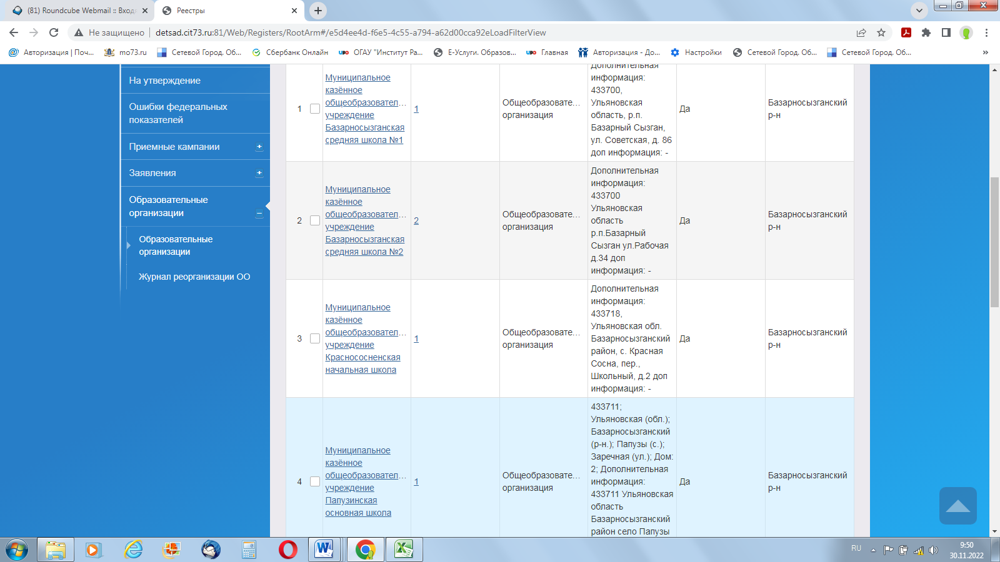 (81) Roundcube Webmail :: Входя
Реестры
Не защищено
detsad.cit73.ru:81/Web/Registers/RootArm#/e5d4ee4d-f6e5-4c55-a794-a62d00cca92eLoadFilterView
Авторизация | Поч...
mo73.ru
Сетевой Город. Об...
Сбербанк Онлайн
ОГАУ "Институт Ра...
Е-Услуги. Образов...
Главная
Авторизация - До...
Настройки
Сетевой Город. Об...
Сетевой Город. Об...
На утверждение
Ошибки федеральных
показателей
Приемные кампании
Заявления
Образовательные
организации
Образовательные
организации
Журнал реорганизации ОО
1
Муниципальное
казённое
общеобразовател...
учреждение
Базарносызганская
средняя школа №1
1
Общеобразовате...
организация
Дополнительная
информация:
433700,
Ульяновская
область, р.п.
Базарный Сызган,
ул. Советская, д. 86
доп информация: -
Да
Базарносызганский
р-н
2
Муниципальное
казённое
общеобразовател...
учреждение
Базарносызганская
средняя школа №2
2
Общеобразовате...
организация
Дополнительная
информация:
433700
Ульяновская
область
р.п.Базарный
Сызган ул.Рабочая
д.34 доп
информация: -
Да
Базарносызганский
р-н
3
Муниципальное
казённое
общеобразовател...
учреждение
Краснососненская
начальная школа
1
Общеобразовате...
организация
Дополнительная
информация:
433718,
Ульяновская обл.
Базарносызганский
район, с. Красная
Сосна, пер.,
Школьный, д.2 доп
информация: -
Да
Базарносызганский
р-н
4
Муниципальное
казённое
общеобразовател...
учреждение
Папузинская
основная школа
1
Общеобразовате...
организация
433711;
Ульяновская (обл.);
Базарносызганский
(р-н.); Папузы (с.);
Заречная (ул.); Дом:
2; Дополнительная
информация:
433711 Ульяновская
область
Базарносызганский
район село Папузы
Да
Базарносызганский
р-н
RU
9:50
30.11.2022